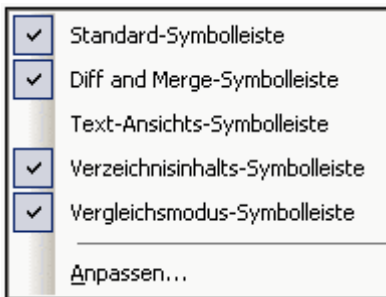 Standard-Symbolleiste
Diff and Merge-Symbolleiste
Text-Ansichts-Symbolleiste
Verzeichnisinhalts-Symbolleiste
Vergleichsmodus-Symbolleiste
Anpassen...